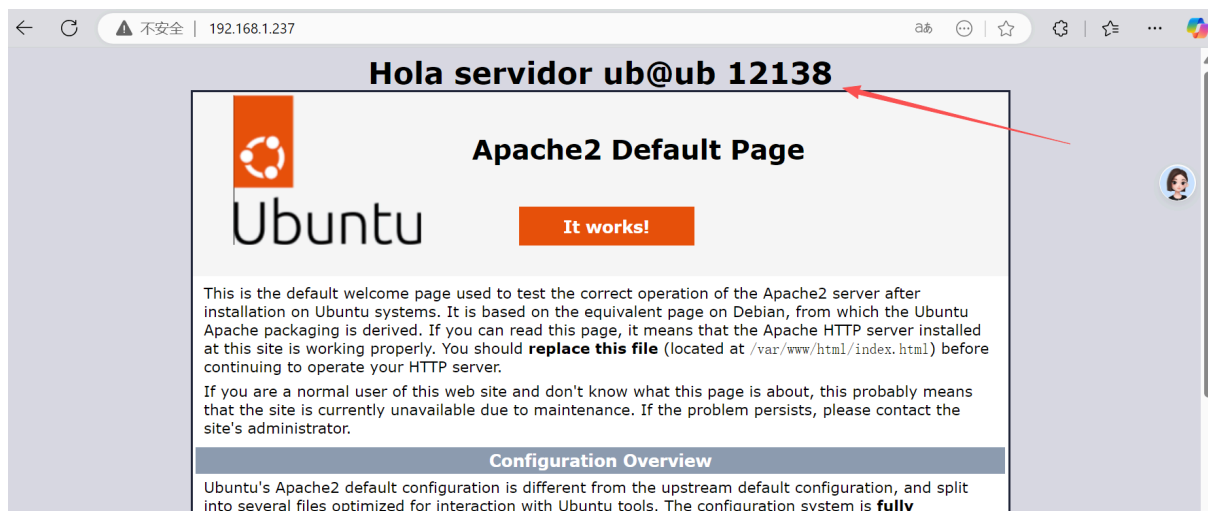 不安全 | 192.168.1.237
aあ
Hola servidor ub@ub 12138
Ubuntu
Apache2 Default Page
It works!
This is the default welcome page used to test the correct operation of the Apache2 server after
installation on Ubuntu systems. It is based on the equivalent page on Debian, from which the Ubuntu
Apache packaging is derived. If you can read this page, it means that the Apache HTTP server installed
at this site is working properly. You should replace this file (located at /var/www/html/index.html) before
continuing to operate your HTTP server.
If you are a normal user of this web site and don't know what this page is about, this probably means
that the site is currently unavailable due to maintenance. If the problem persists, please contact the
site's administrator.
Configuration Overview
Ubuntu's Apache2 default configuration is different from the upstream default configuration, and split
into several files optimized for interaction with Ubuntu tools. The configuration system is fully